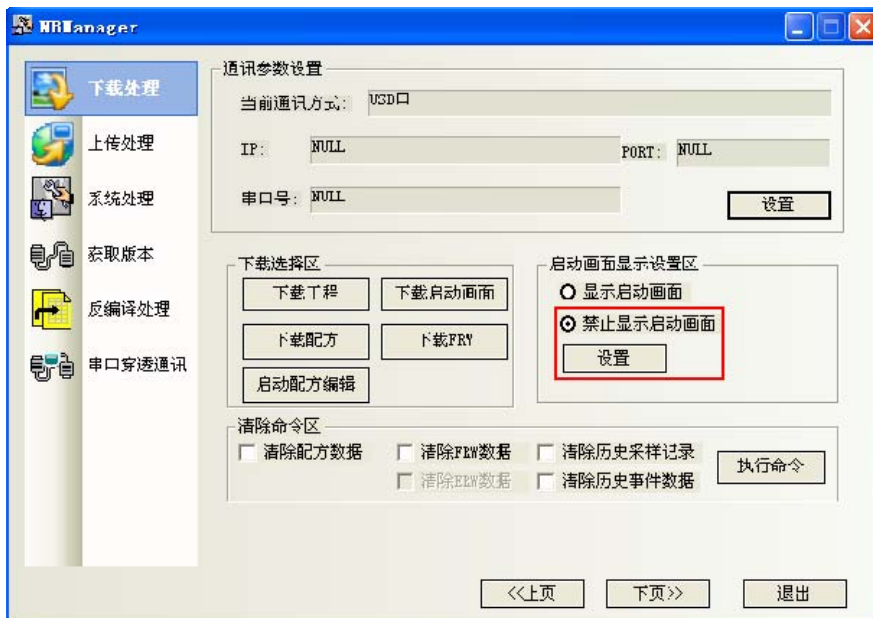 NRManager
下载处理
上传处理
系统处理
获取版本
反编译处理
串口穿透通讯
通讯参数设置
当前通讯方式: USD口
IP: NULL PORT: NULL
串口号: NULL
设置
下载选择区
下载工程 下载启动画面
下载配方 下载FRW
启动配方编辑
启动画面显示设置区
显示启动画面
禁止显示启动画面
设置
清除命令区
清除配方数据 清除FRW数据 清除历史采样记录
清除ERW数据 清除历史事件数据
执行命令
<<上页 下页>> 退出